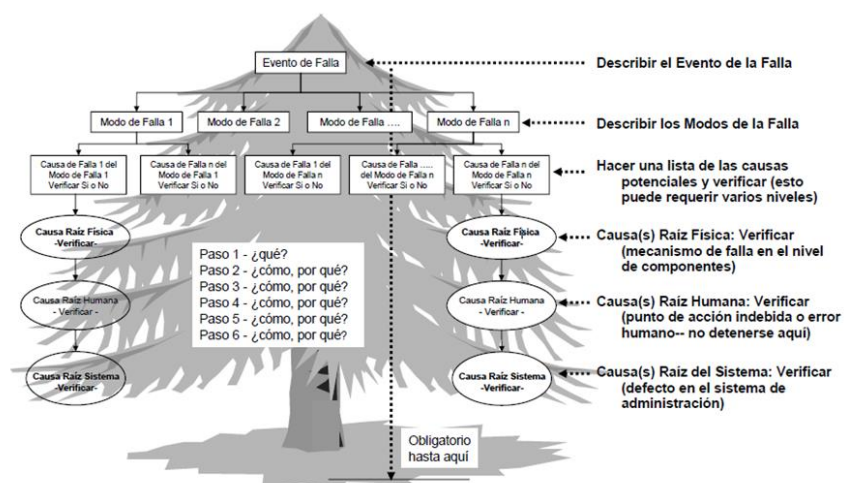 Evento de Falla
Describir el Evento de la Falla
Modo de Falla 1
Modo de Falla 2
Modo de Falla ....
Modo de Falla n
Describir los Modos de la Falla
Causa de Falla 1 del
Modo de Falla 1
Verificar Si o No
Causa de Falla n del
Modo de Falla 1
Verificar Si o No
Causa de Falla 1 del
Modo de Falla n
Verificar Si o No
Causa de Falla .....
del Modo de Falla n
Verificar Si o No
Causa de Falla n del
Modo de Falla n
Verificar Si o No
Hacer una lista de las causas
potenciales y verificar (esto
puede requerir varios niveles)
Causa Raíz Física
-Verificar-
Causa Raíz Física
-Verificar-
Causa(s) Raíz Física: Verificar
(mecanismo de falla en el nivel
de componentes)
Paso 1 - ¿qué?
Paso 2 - ¿cómo, por qué?
Paso 3 - ¿cómo, por qué?
Paso 4 - ¿cómo, por qué?
Paso 5 - ¿cómo, por qué?
Paso 6 - ¿cómo, por qué?
Causa Raíz Humana
- Verificar -
Causa Raíz Humana
- Verificar -
Causa(s) Raíz Humana: Verificar
(punto de acción indebida o error
humano-- no detenerse aquí)
Causa Raíz Sistema
-Verificar-
Causa Raíz Sistema
-Verificar-
Causa(s) Raíz del Sistema: Verificar
(defecto en el sistema de
administración)
Obligatorio
hasta aquí